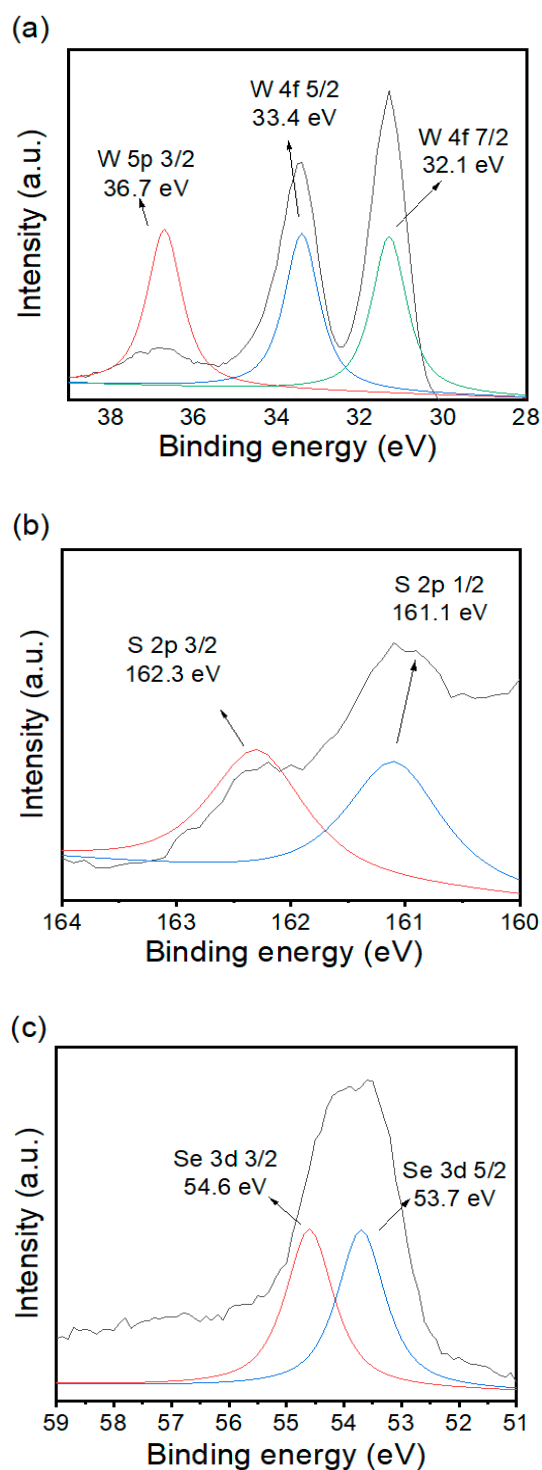 (a)
Intensity (a.u.)
W 5p 3/2
36.7 eV
W 4f 5/2
33.4 eV
W 4f 7/2
32.1 eV
38 36 34 32 30 28
Binding energy (eV)
(b)
Intensity (a.u.)
S 2p 3/2
162.3 eV
S 2p 1/2
161.1 eV
164 163 162 161 160
Binding energy (eV)
(c)
Intensity (a.u.)
Se 3d 3/2
54.6 eV
Se 3d 5/2
53.7 eV
59 58 57 56 55 54 53 52 51
Binding energy (eV)